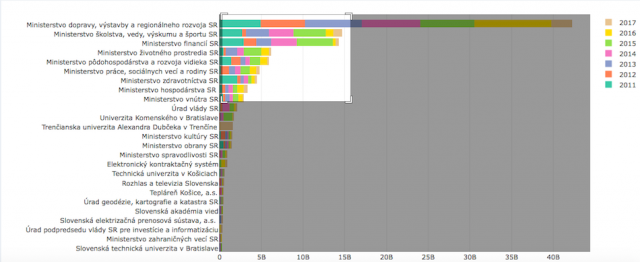 Ministerstvo dopravy, výstavby a regionálneho rozvoja SR
Ministerstvo školstva, vedy, výskumu a športu SR
Ministerstvo financií SR
Ministerstvo životného prostredia SR
Ministerstvo pôdohospodárstva a rozvoja vidieka SR
Ministerstvo práce, sociálnych vecí a rodiny SR
Ministerstvo zdravotníctva SR
Ministerstvo hospodárstva SR
Ministerstvo vnútra SR
Úrad vlády SR
Univerzita Komenského v Bratislave
Trenčianska univerzita Alexandra Dubčeka v Trenčíne
Ministerstvo kultúry SR
Ministerstvo obrany SR
Ministerstvo spravodlivosti SR
Elektronický kontraktačný systém
Technická univerzita v Košiciach
Rozhlas a televizia Slovenska
Tepláreň Košice, a.s.
Úrad geodézie, kartografie a katastra SR
Slovenská akadémia vied
Slovenská elektrizačná prenosová sústava, a.s.
Úrad podpredsedu vlády SR pre investície a informatizáciu
Ministerstvo zahraničných vecí SR
Slovenská technická univerzita v Bratislave
0 5B 10B 15B 20B 25B 30B 35B 40B
2017
2016
2015
2014
2013
2012
2011